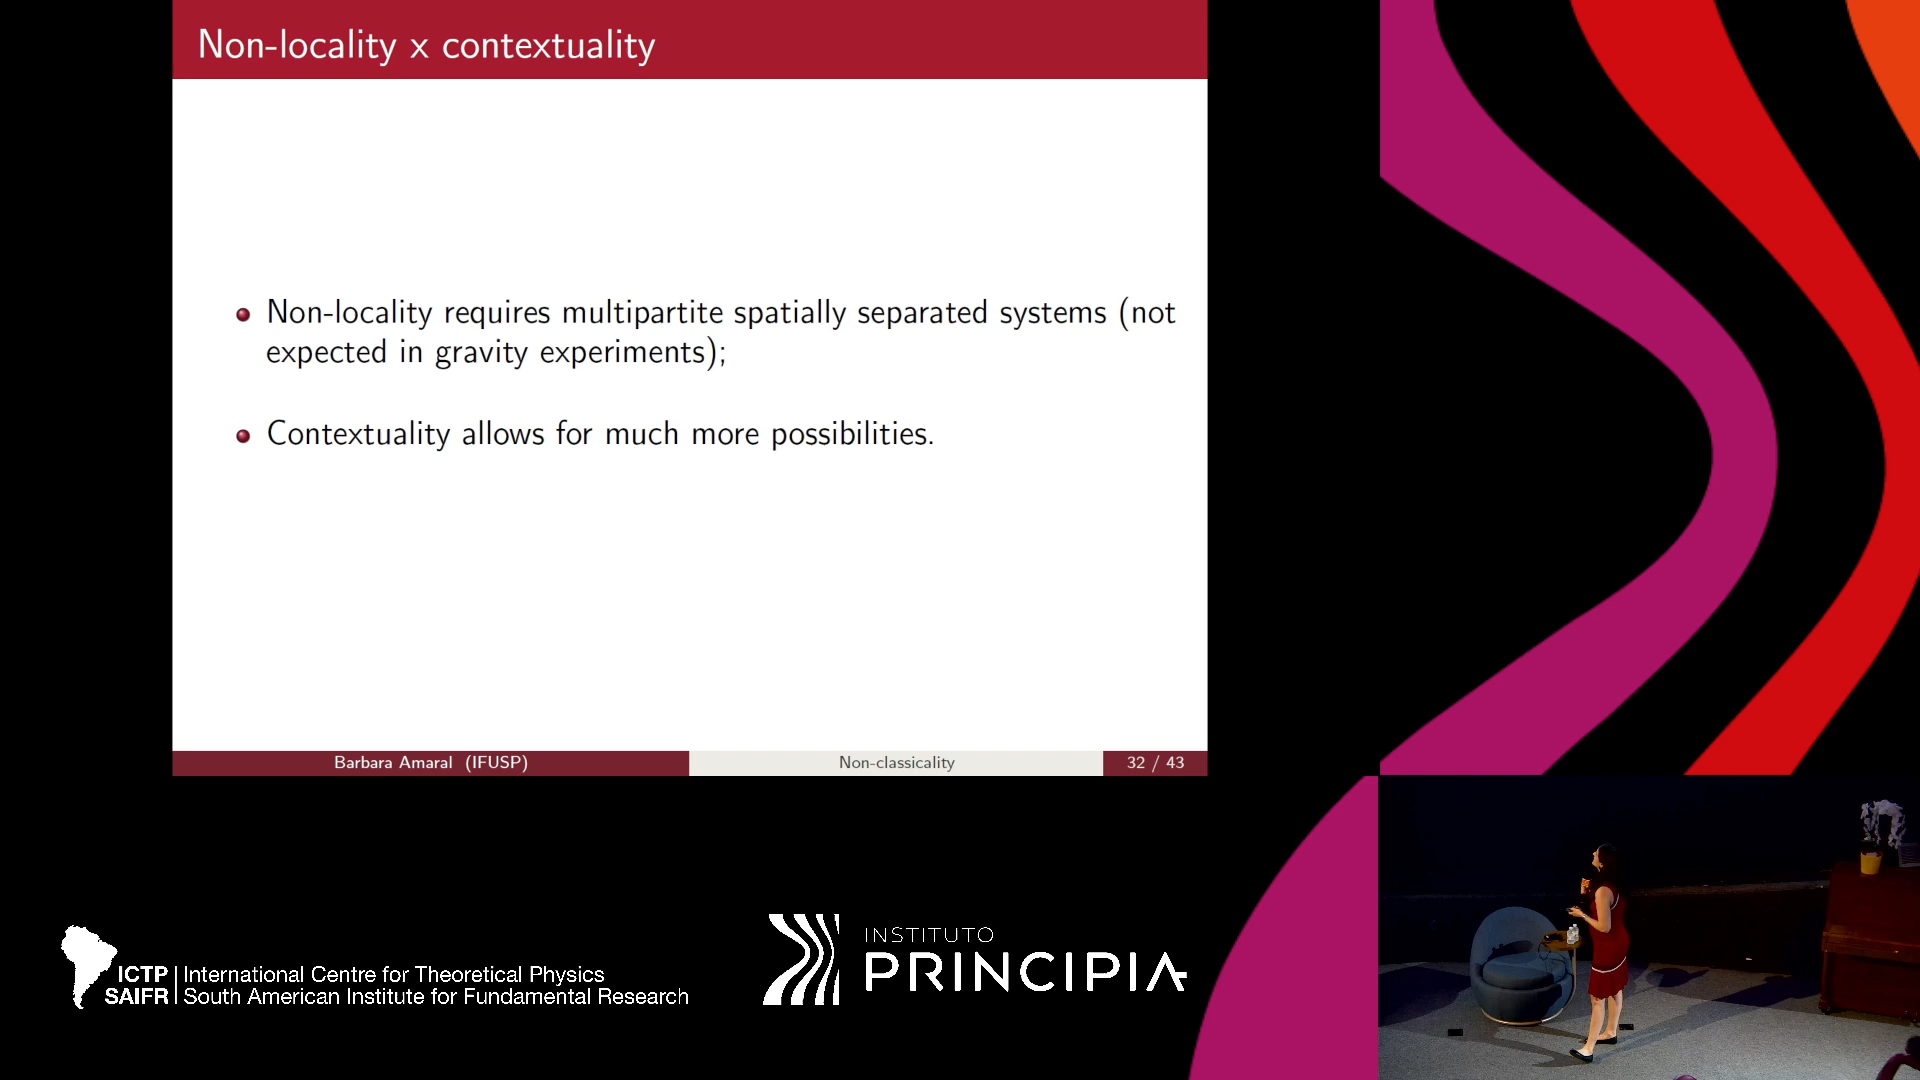 Non-locality x contextuality
Non-locality requires multipartite spatially separated systems (not
expected in gravity experiments);
Contextuality allows for much more possibilities.
Barbara Amaral (IFUSP)
Non-classicality
32 / 43
ICTP
SAIFR
International Centre for Theoretical Physics
South American Institute for Fundamental Research
INSTITUTO
PRINCIPIA